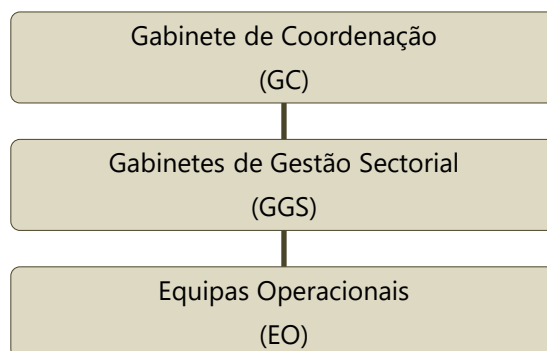 Gabinete de Coordenação
(GC)
Gabinetes de Gestão Sectorial
(GGS)
Equipas Operacionais
(EO)